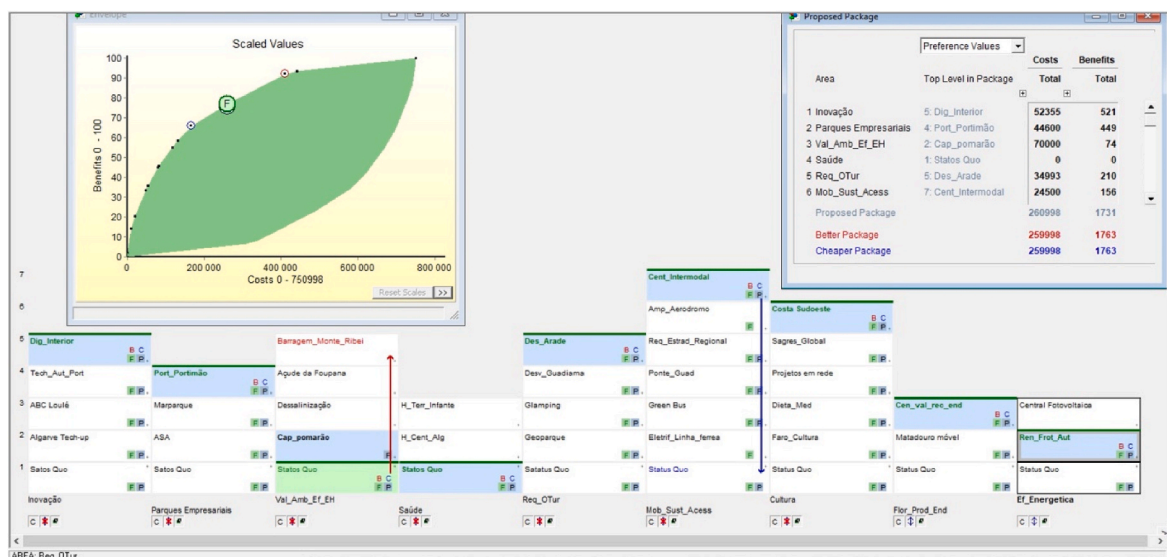 Envelope
Scaled Values
Benefits 0 - 100
100
90
80
70
60
50
40
30
20
10
0
F
0 200 000 400 000 600 000 800 000
Costs 0 - 750998
Reset Scales >>
Proposed Package
Preference Values
Costs Benefits
Area Top Level in Package Total Total
1 Inovação 5: Dig_Interior 52355 521
2 Parques Empresariais 4: Port_Portimão 44600 449
3 Val_Amb_Ef_EH 2: Cap_pomarão 70000 74
4 Saúde 1: Statos Quo 0 0
5 Req_OTur 5: Des_Arade 34993 210
6 Mob_Sust_Acess 7: Cent_Intermodal 24500 156
Proposed Package 260998 1731
Better Package 259998 1763
Cheaper Package 259998 1763
7 Cent_Intermodal B C F P
6 Amp_Aerodromo F Costa Sudoeste B C F P
5 Dig_Interior B C F P Barragem_Monte_Ribei Des_Arade B C F P Req_Estrad_Regional F P Sagres_Global F P
4 Tech_Aut_Port F P Port_Portimão B C F P Açude da Foupana Desv_Guadiama F P Ponte_Guad F P Projetos em rede F P
3 ABC Loulé F P Marparque F P Dessalinização H_Terr_Infante Glamping F P Green Bus F P Dieta_Med F P Cen_val_rec_end B C F P Central Fotovoltaica
2 Algarve Tech-up F P ASA F P Cap_pomarão P H_Cent_Alg Geoparque F P Eletrif_Linha_ferrea F P Faro_Cultura F P Matadouro móvel F P Ren_Frot_Aut B C F P
1 Satos Quo F P Satos Quo F P Statos Quo B C F P Statos Quo B C F P Satatus Quo F P Status Quo F P Status Quo F P Status Quo F P Status Quo F P
Inovação Parques Empresariais Val_Amb_Ef_EH Saúde Req_OTur Mob_Sust_Acess Cultura Flor_Prod_End Ef_Energetica
C C C C C C C C C
AREA: Req_OTur